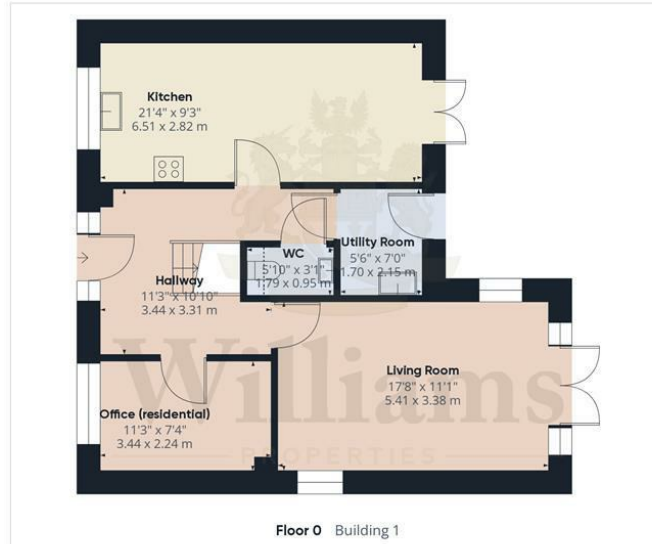 Kitchen
21'4" x 9'3"
6.51 x 2.82 m
WC
5'10" x 3'1"
1.79 x 0.95 m
Utility Room
5'6" x 7'0"
1.70 x 2.15 m
Hallway
11'3" x 10'10"
3.44 x 3.31 m
Living Room
17'8" x 11'1"
5.41 x 3.38 m
Office (residential)
11'3" x 7'4"
3.44 x 2.24 m
Williams
PROPERTIES
Floor 0 Building 1